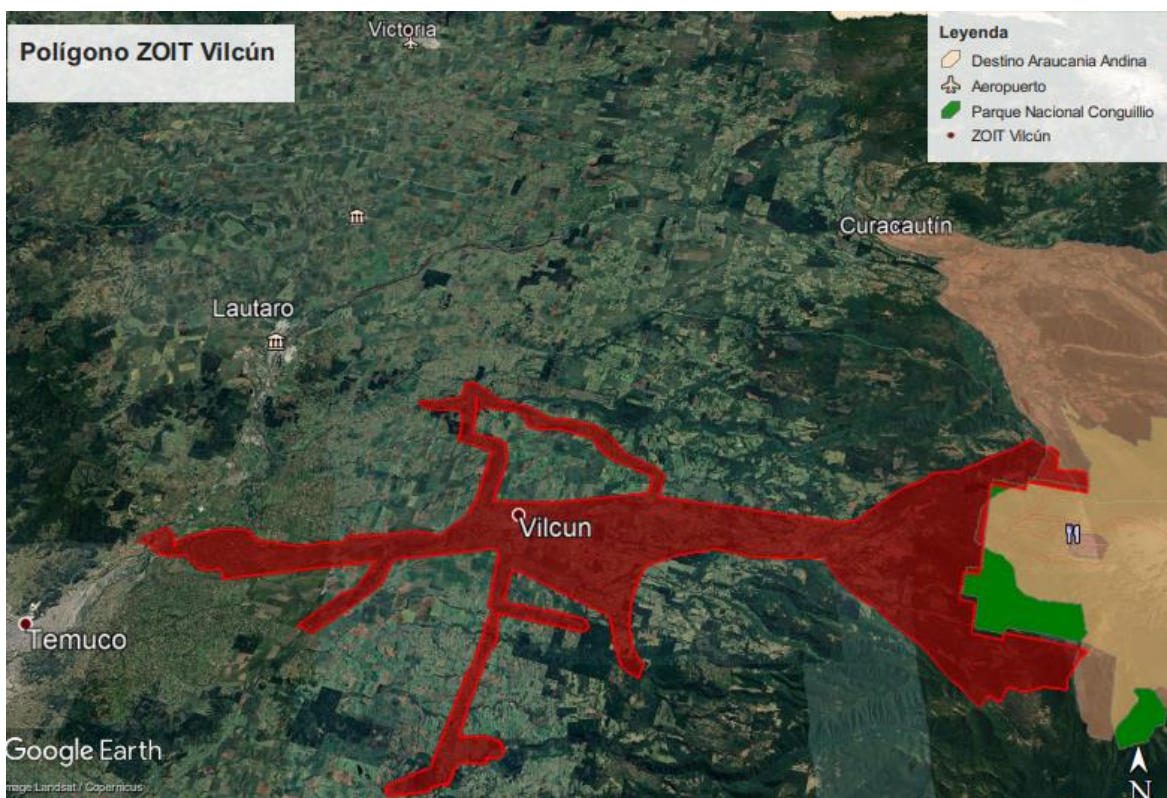 Polígono ZOIT Vilcún
Victoria
Leyenda
Destino Araucania Andina
Aeropuerto
Parque Nacional Conguillio
ZOIT Vilcún
Curacautín
Lautaro
Vilcun
Temuco
Google Earth
Image Landsat / Copernicus
N